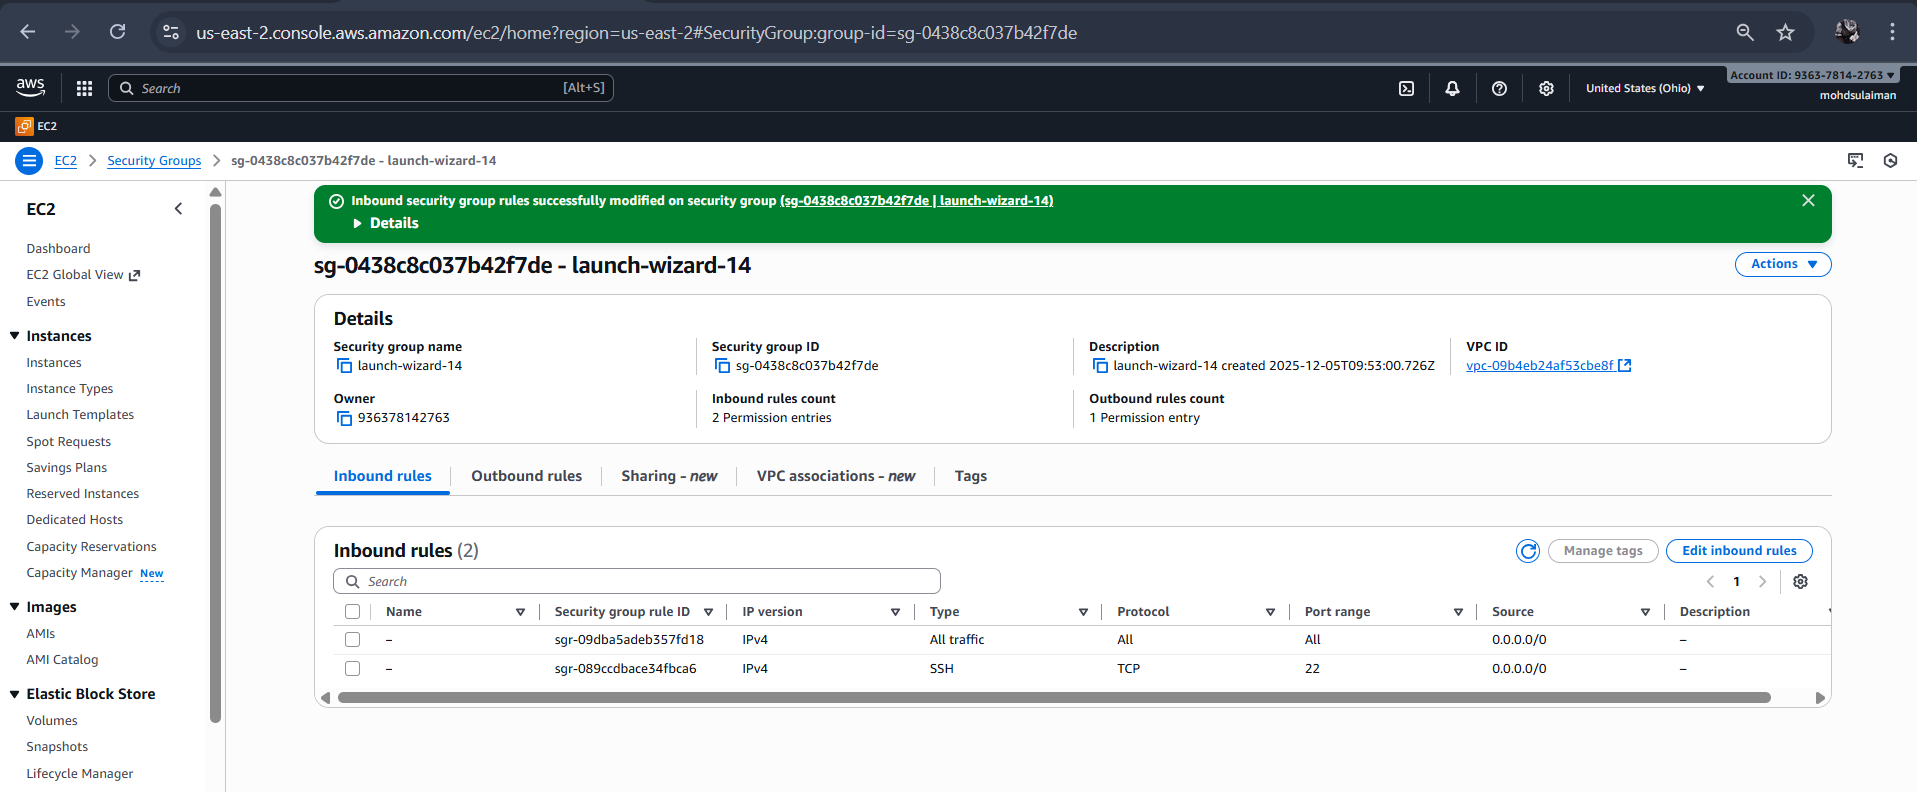 us-east-2.console.aws.amazon.com/ec2/home?region=us-east-2#SecurityGroup:group-id=sg-0438c8c037b42f7de
aws
Search [Alt+S]
United States (Ohio)
Account ID: 9363-7814-2763
mohdsulaiman
EC2
EC2 > Security Groups > sg-0438c8c037b42f7de - launch-wizard-14
EC2
Dashboard
EC2 Global View
Events
Instances
Instances
Instance Types
Launch Templates
Spot Requests
Savings Plans
Reserved Instances
Dedicated Hosts
Capacity Reservations
Capacity Manager New
Images
AMIs
AMI Catalog
Elastic Block Store
Volumes
Snapshots
Lifecycle Manager
Inbound security group rules successfully modified on security group (sg-0438c8c037b42f7de | launch-wizard-14)
Details
sg-0438c8c037b42f7de - launch-wizard-14
Actions
Details
Security group name
launch-wizard-14
Security group ID
sg-0438c8c037b42f7de
Description
launch-wizard-14 created 2025-12-05T09:53:00.726Z
VPC ID
vpc-09b4eb24af53cbe8f
Owner
936378142763
Inbound rules count
2 Permission entries
Outbound rules count
1 Permission entry
Inbound rules Outbound rules Sharing - new VPC associations - new Tags
Inbound rules (2)
Manage tags Edit inbound rules
Search
1
Name Security group rule ID IP version Type Protocol Port range Source Description
– sgr-09dba5adeb357fd18 IPv4 All traffic All All 0.0.0.0/0 –
– sgr-089ccdbace34fbca6 IPv4 SSH TCP 22 0.0.0.0/0 –